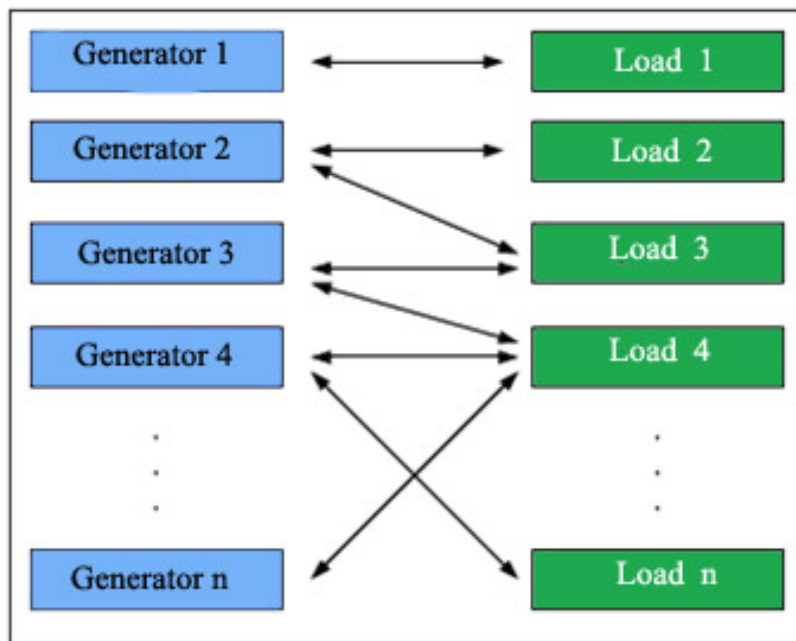 Generator 1
Load 1
Generator 2
Load 2
Generator 3
Load 3
Generator 4
Load 4
Generator n
Load n